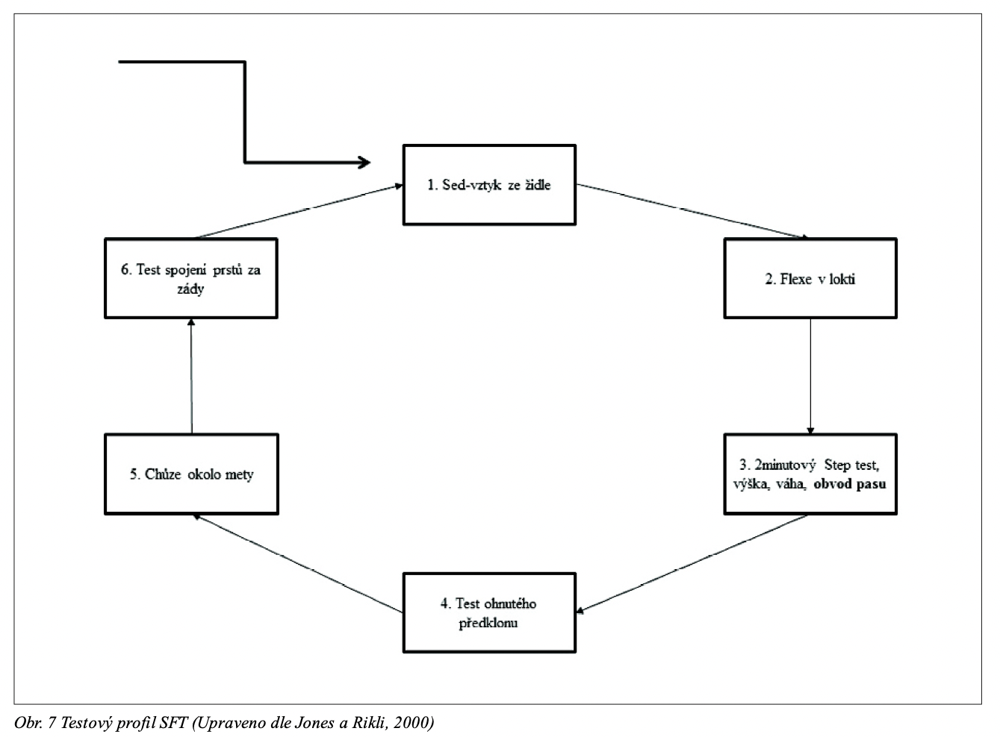 1. Sed-vztyk ze židle
2. Flexe v lokti
3. 2minutový Step test,
výška, váha, obvod pasu
4. Test ohnutého
předklonu
5. Chůze okolo mety
6. Test spojení prstů za
zády
Obr. 7 Testový profil SFT (Upraveno dle Jones a Rikli, 2000)